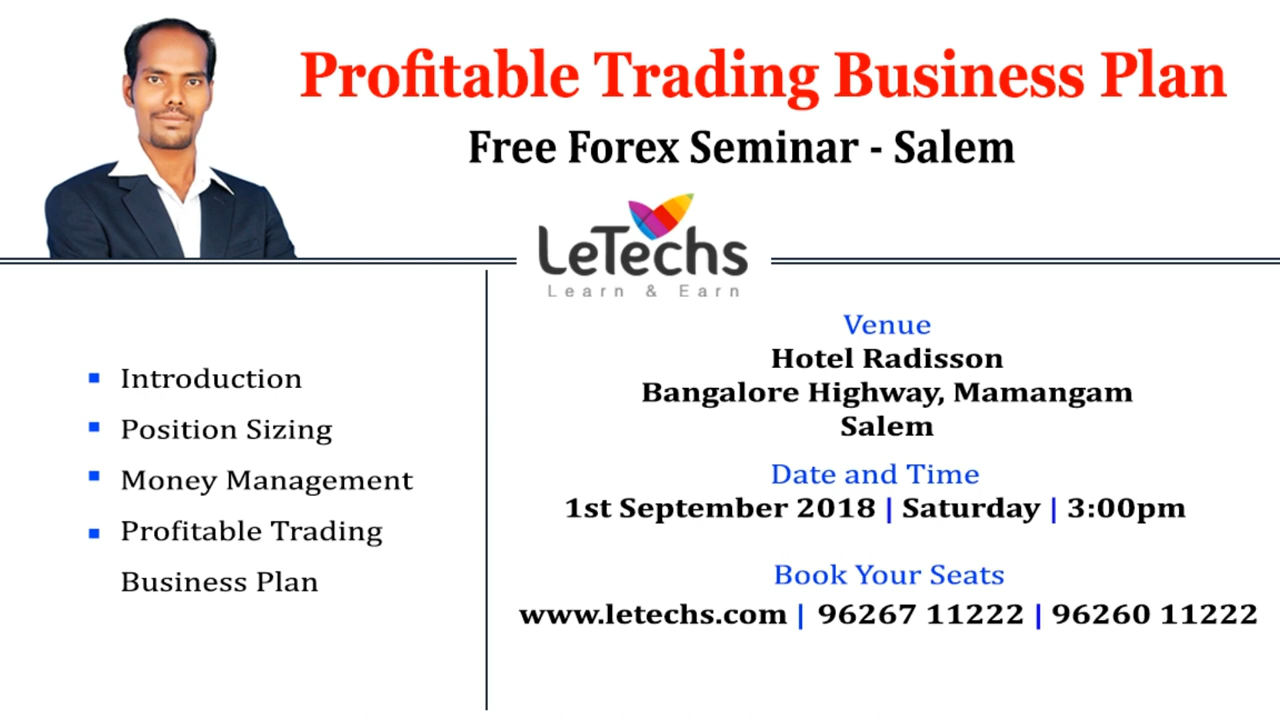 Profitable Trading Business Plan
Free Forex Seminar - Salem
LeTechs
Learn & Earn
Introduction
Position Sizing
Money Management
Profitable Trading
Business Plan
Venue
Hotel Radisson
Bangalore Highway, Mamangam
Salem
Date and Time
1st September 2018 | Saturday | 3:00pm
Book Your Seats
www.letechs.com | 96267 11222 | 96260 11222